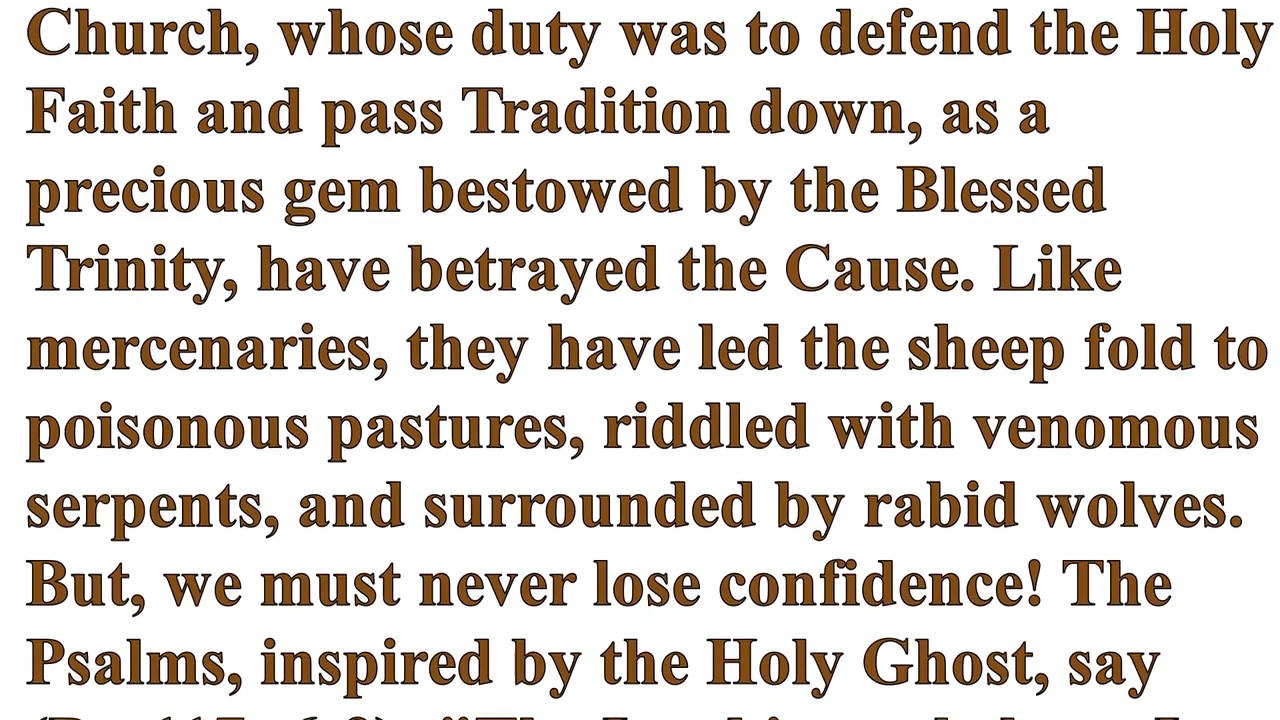 Church, whose duty was to defend the Holy
Faith and pass Tradition down, as a
precious gem bestowed by the Blessed
Trinity, have betrayed the Cause. Like
mercenaries, they have led the sheep fold to
poisonous pastures, riddled with venomous
serpents, and surrounded by rabid wolves.
But, we must never lose confidence! The
Psalms, inspired by the Holy Ghost, say